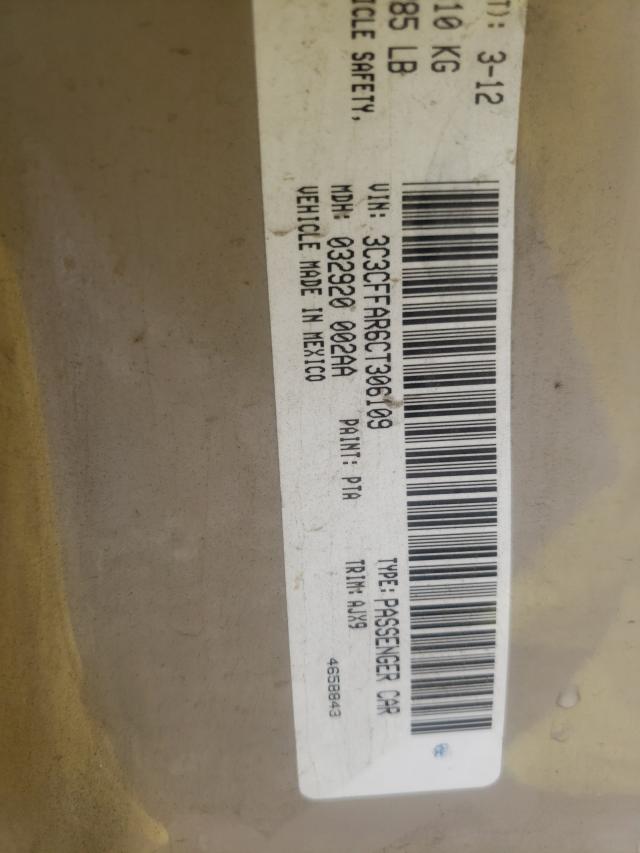 T): 3-12
10 KG
85 LB
ICLE SAFETY,
VIN: 3C3CFFAR6CT306109
TYPE: PASSENGER CAR
MDH: 032920 002AA
PAINT: PTA
TRIM: AJX9
VEHICLE MADE IN MEXICO
4658843